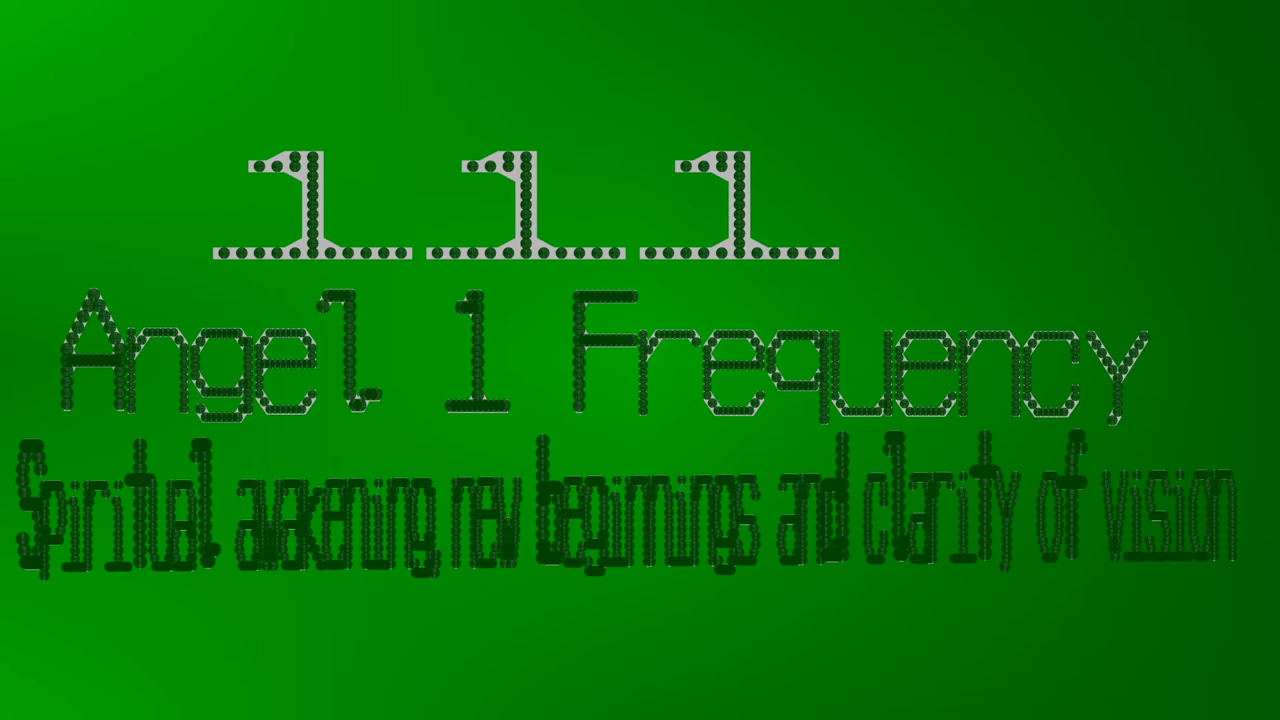 111
Angel 1 Frequency
Spiritual awakening new beginnings and clarity of vision